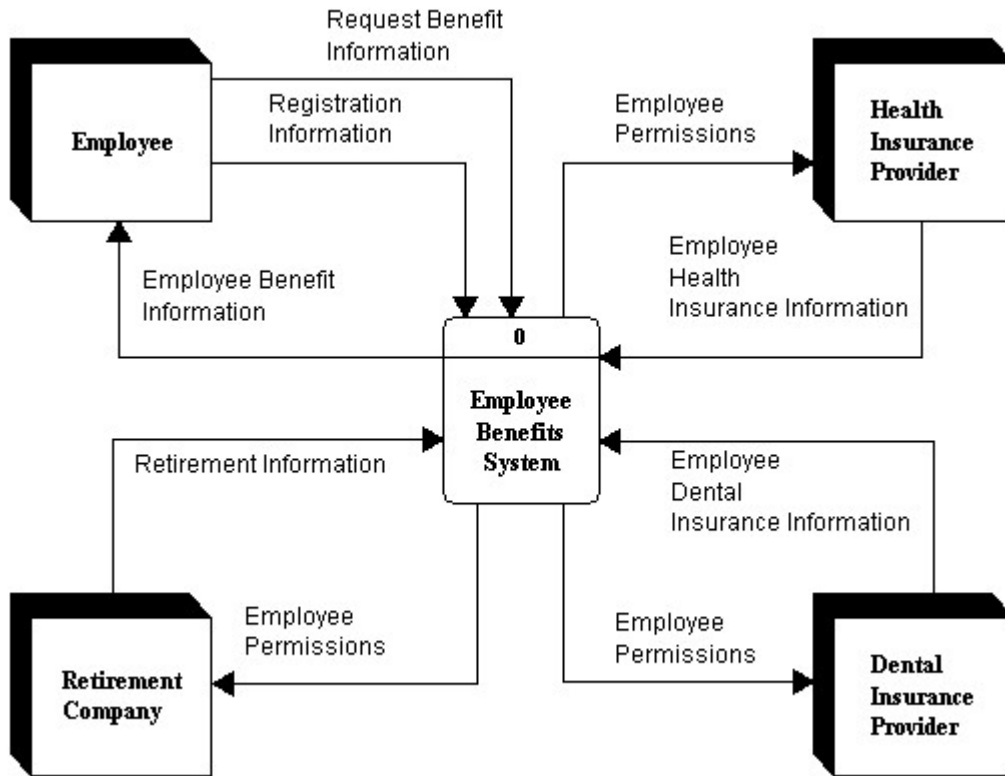 Request Benefit
Information
Employee
Registration
Information
Employee
Permissions
Health
Insurance
Provider
Employee Benefit
Information
Employee
Health
Insurance Information
0
Employee
Benefits
System
Retirement Information
Employee
Dental
Insurance Information
Retirement
Company
Employee
Permissions
Employee
Permissions
Dental
Insurance
Provider